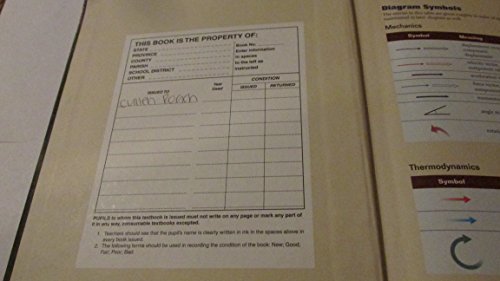 THIS BOOK IS THE PROPERTY OF:
STATE
PROVINCE
COUNTY
PARISH
SCHOOL DISTRICT
OTHER
Book No.
Enter information
in spaces
to the left as
instructed
ISSUED TO
Year Used
CONDITION
ISSUED RETURNED
PUPILS to whom this textbook is issued must not write on any page or mark any part of
it in any way, consumable textbooks excepted.
1. Teachers should see that the pupil's name is clearly written in ink in the spaces above in
every book issued.
2. The following terms should be used in recording the condition of the book: New; Good;
Fair; Poor; Bad.
Diagram Symbols
Mechanics
Symbol Meaning
Thermodynamics
Symbol